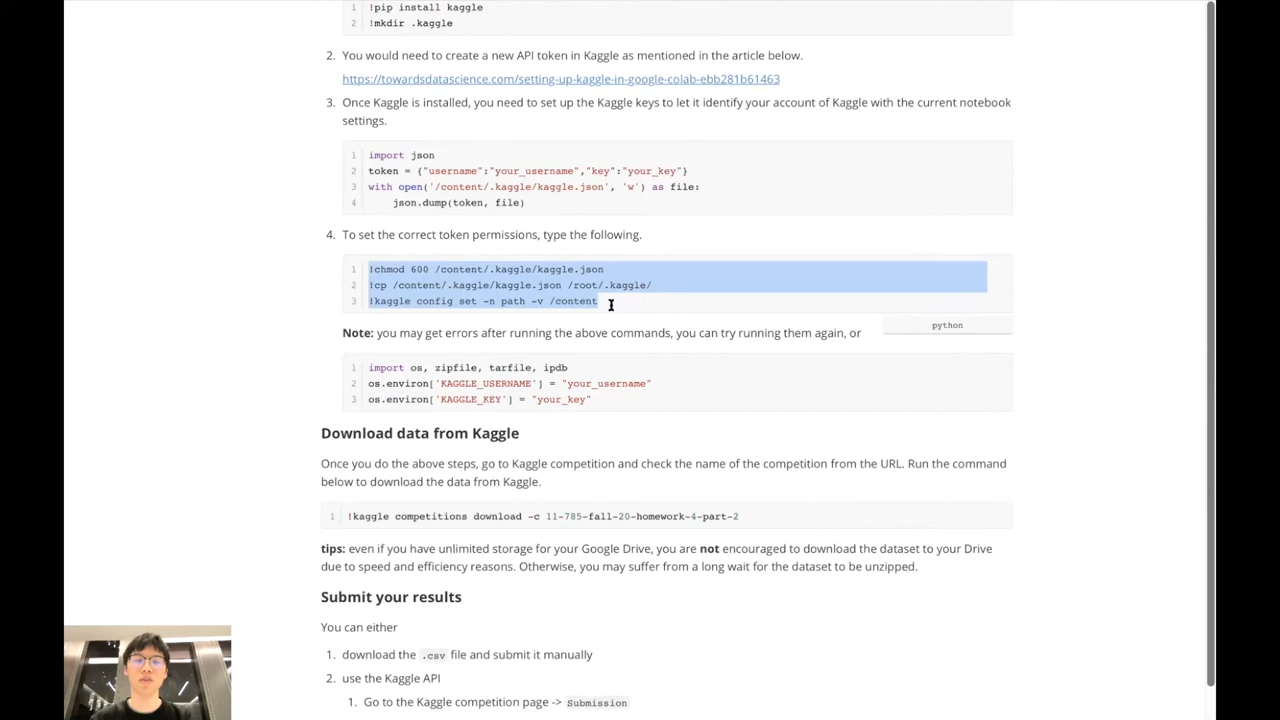 1 !pip install kaggle
2 !mkdir .kaggle
2. You would need to create a new API token in Kaggle as mentioned in the article below.
https://towardsdatascience.com/setting-up-kaggle-in-google-colab-ebb281b61463
3. Once Kaggle is installed, you need to set up the Kaggle keys to let it identify your account of Kaggle with the current notebook
settings.
1 import json
2 token = {"username":"your_username","key":"your_key"}
3 with open('/content/.kaggle/kaggle.json', 'w') as file:
4     json.dump(token, file)
4. To set the correct token permissions, type the following.
1 !chmod 600 /content/.kaggle/kaggle.json
2 !cp /content/.kaggle/kaggle.json /root/.kaggle/
3 !kaggle config set -n path -v /content
python
Note: you may get errors after running the above commands, you can try running them again, or
1 import os, zipfile, tarfile, ipdb
2 os.environ['KAGGLE_USERNAME'] = "your_username"
3 os.environ['KAGGLE_KEY'] = "your_key"
Download data from Kaggle
Once you do the above steps, go to Kaggle competition and check the name of the competition from the URL. Run the command
below to download the data from Kaggle.
1 !kaggle competitions download -c 11-785-fall-20-homework-4-part-2
tips: even if you have unlimited storage for your Google Drive, you are not encouraged to download the dataset to your Drive
due to speed and efficiency reasons. Otherwise, you may suffer from a long wait for the dataset to be unzipped.
Submit your results
You can either
1. download the .csv file and submit it manually
2. use the Kaggle API
1. Go to the Kaggle competition page -> Submission